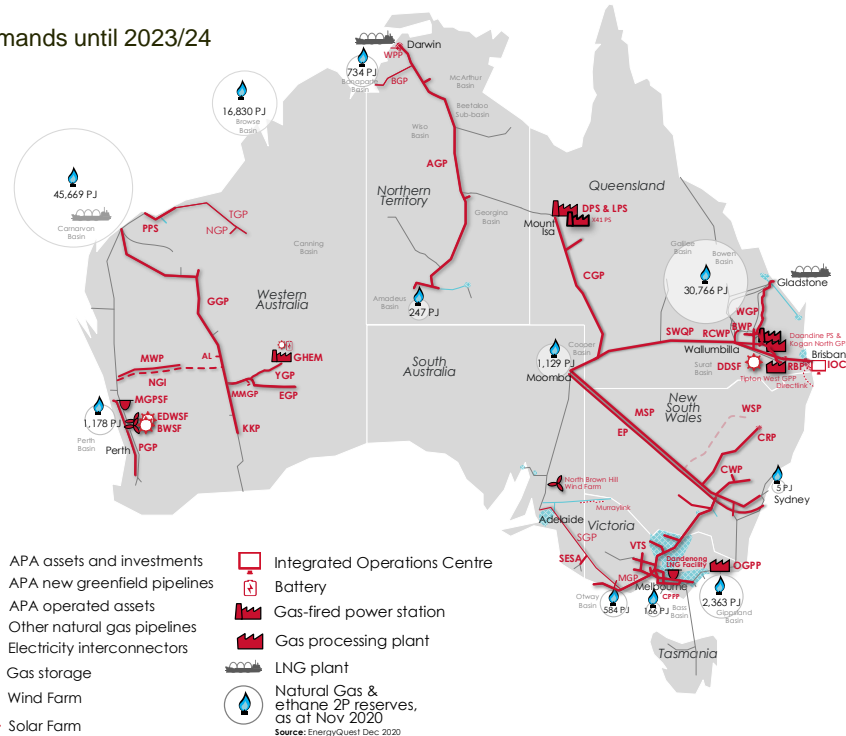 mands until 2023/24
Darwin
WPP
734 PJ
Bonaparte
Basin
BGP
McArthur
Basin
16,830 PJ
Browse
Basin
Beetaloo
Sub-basin
Wiso
Basin
AGP
45,669 PJ
Carnarvon
Basin
Northern
Territory
Queensland
TGP
PPS
NGP
DPS & LPS
X41 PS
Mount
Isa
Georgina
Basin
Canning
Basin
Galilee
Basin
Bowen
Basin
CGP
30,766 PJ
Gladstone
GGP
Western
Australia
Amadeus
Basin
247 PJ
WGP
BWP
SWQP
RCWP
Daandine PS &
Kogan North GP
Wallumbilla
Brisban
IOC
South
Australia
Cooper
Basin
1,129 PJ
Moomba
Surat
Basin
DDSF
RBP
Tipton West GPP
Directlink
MWP
AL
GHEM
NGI
YGP
MMGP
EGP
MGPSF
EDWSF
BWSF
1,178 PJ
KKP
Perth
Basin
Perth
PGP
New
South
Wales
MSP
EP
WSP
CRP
CWP
5 PJ
Sydney
North Brown Hill
Wind Farm
Murraylink
Adelaide
Victoria
SGP
SESA
VTS
Dandenong
LNG Facility
OGPP
MGP
Melbourne
CPPP
Otway
Basin
584 PJ
166 PJ
Bass
Basin
2,363 PJ
Gippsland
Basin
Tasmania
APA assets and investments
APA new greenfield pipelines
APA operated assets
Other natural gas pipelines
Electricity interconnectors
Gas storage
Wind Farm
Solar Farm
Integrated Operations Centre
Battery
Gas-fired power station
Gas processing plant
LNG plant
Natural Gas &
ethane 2P reserves,
as at Nov 2020
Source: EnergyQuest Dec 2020